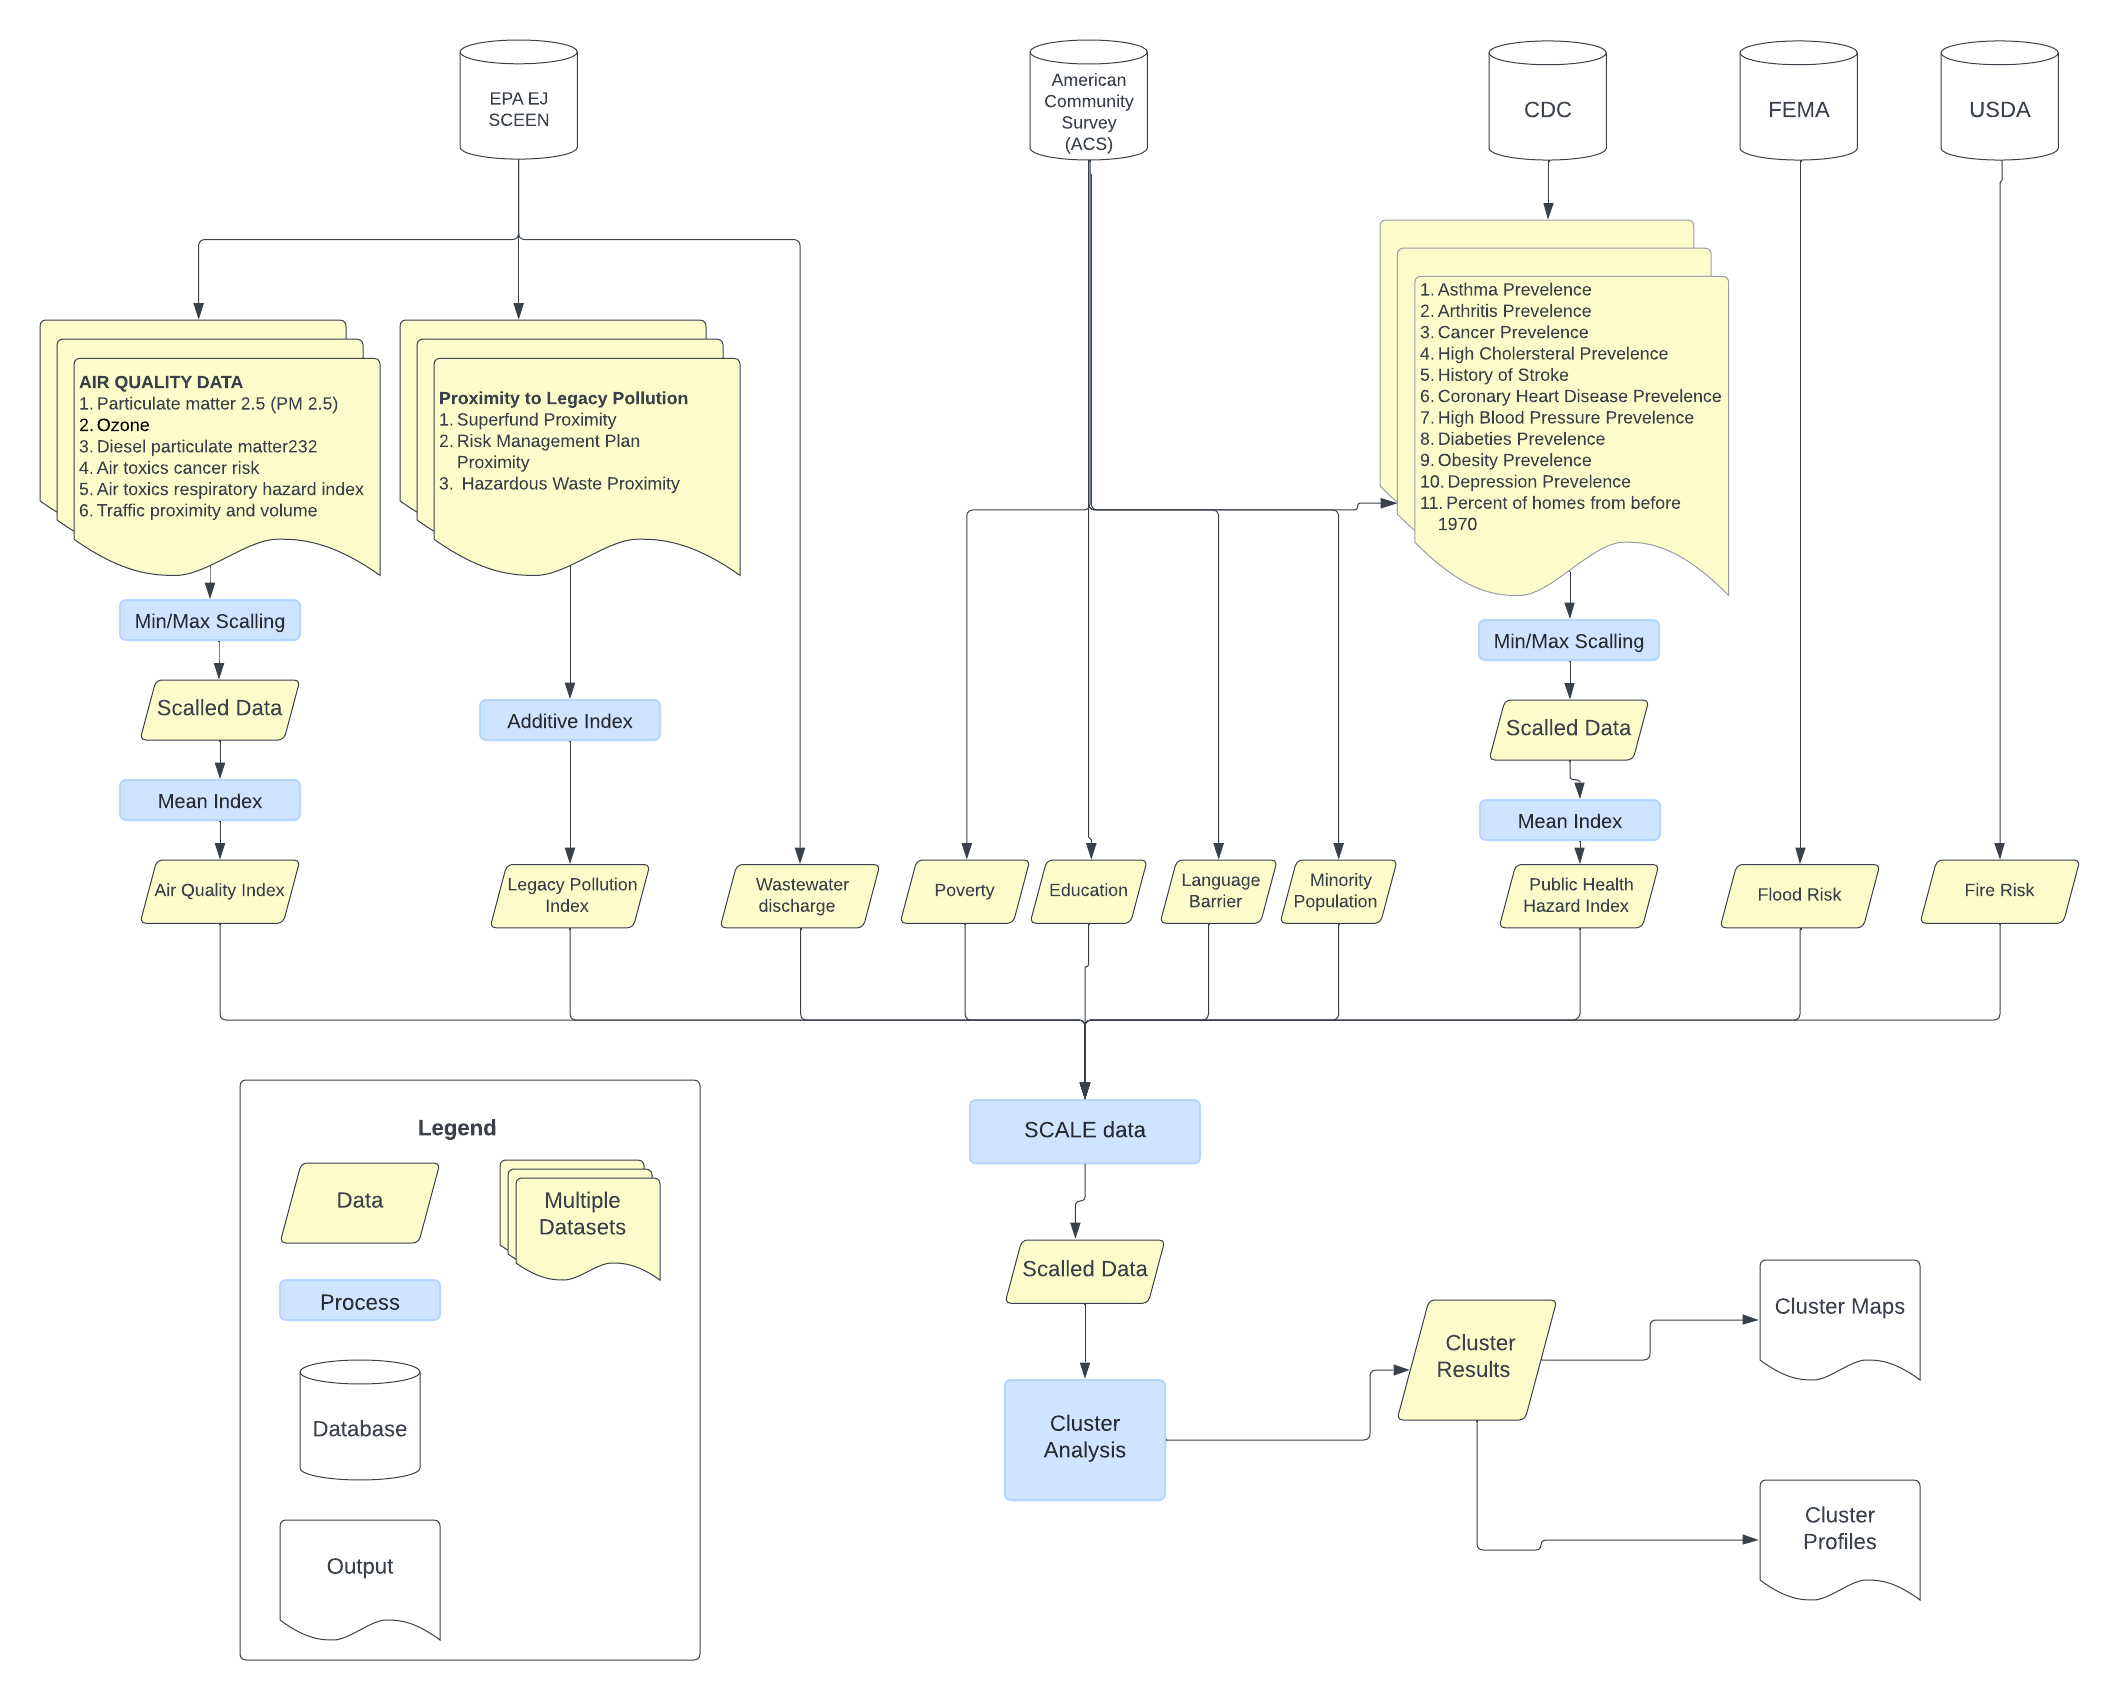 EPA EJ
SCEEN
American
Community
Survey
(ACS)
CDC
FEMA
USDA
AIR QUALITY DATA
1. Particulate matter 2.5 (PM 2.5)
2. Ozone
3. Diesel particulate matter232
4. Air toxics cancer risk
5. Air toxics respiratory hazard index
6. Traffic proximity and volume
Proximity to Legacy Pollution
1. Superfund Proximity
2. Risk Management Plan
Proximity
3. Hazardous Waste Proximity
1. Asthma Prevelence
2. Arthritis Prevelence
3. Cancer Prevelence
4. High Cholersteral Prevelence
5. History of Stroke
6. Coronary Heart Disease Prevelence
7. High Blood Pressure Prevelence
8. Diabeties Prevelence
9. Obesity Prevelence
10. Depression Prevelence
11. Percent of homes from before
1970
Min/Max Scalling
Scalled Data
Mean Index
Air Quality Index
Additive Index
Legacy Pollution
Index
Wastewater
discharge
Poverty
Education
Language
Barrier
Minority
Population
Min/Max Scalling
Scalled Data
Mean Index
Public Health
Hazard Index
Flood Risk
Fire Risk
SCALE data
Scalled Data
Cluster
Analysis
Cluster
Results
Cluster Maps
Cluster
Profiles
Legend
Data
Multiple
Datasets
Process
Database
Output